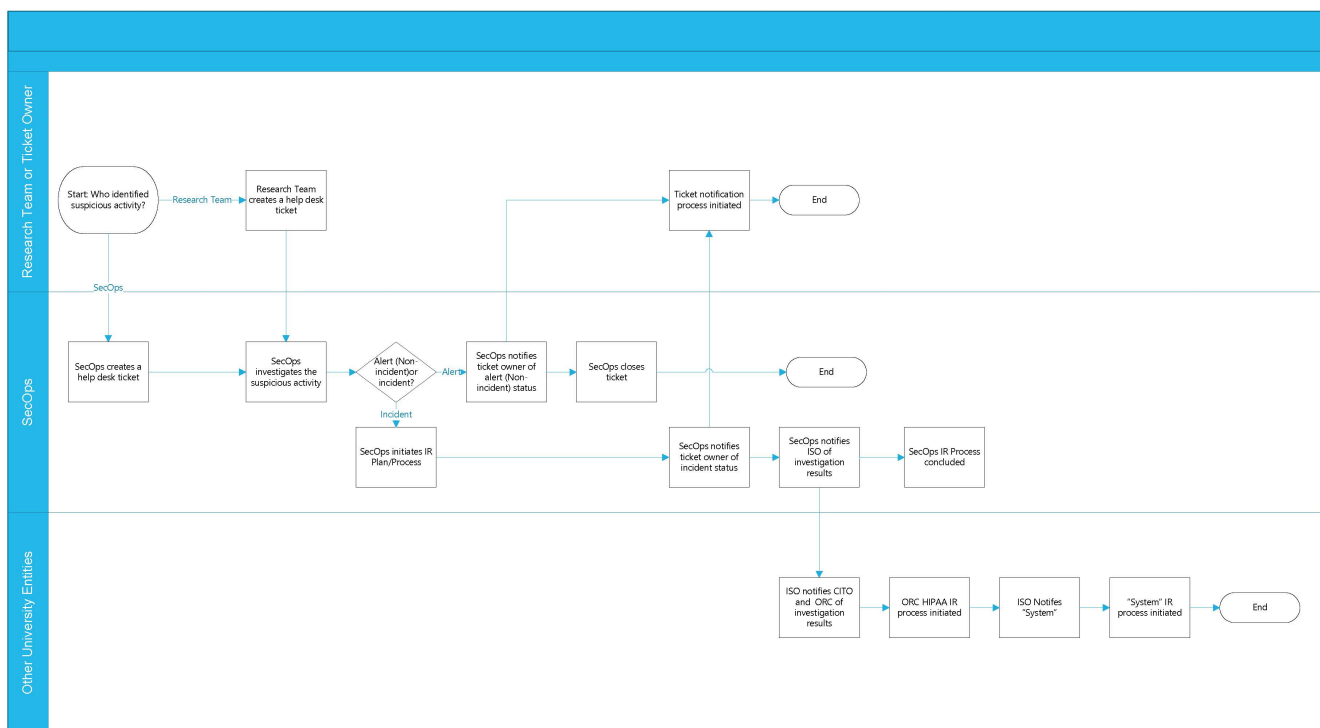 Research Team or Ticket Owner
Start: Who identified
suspicious activity?
Research Team
Research Team
creates a help desk
ticket
Ticket notification
process initiated
End
SecOps
SecOps
SecOps creates a
help desk ticket
SecOps
investigates the
suspicious activity
Alert (Non-
incident)or
incident?
Alert
SecOps notifies
ticket owner of
alert (Non-
incident) status
SecOps closes
ticket
End
Incident
SecOps initiates IR
Plan/Process
SecOps notifies
ticket owner of
incident status
SecOps notifies
ISO of
investigation
results
SecOps IR Process
concluded
Other University Entities
ISO notifies CITO
and ORC of
investigation
results
ORC HIPAA IR
process initiated
ISO Notifes
"System"
"System" IR
process initiated
End